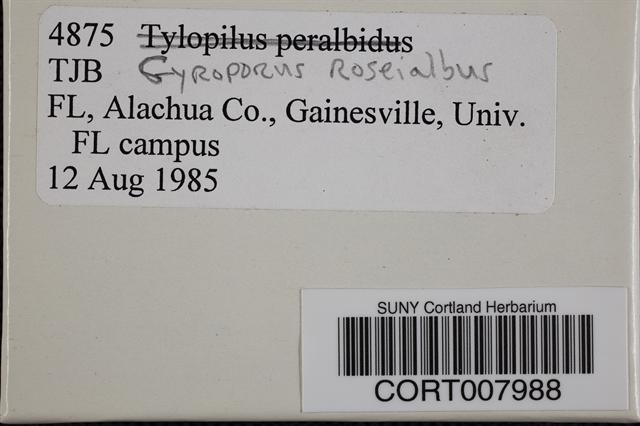 4875 Tylopilus peralbidus
TJB Gyroporus roseialbus
FL, Alachua Co., Gainesville, Univ.
FL campus
12 Aug 1985
SUNY Cortland Herbarium
CORT007988